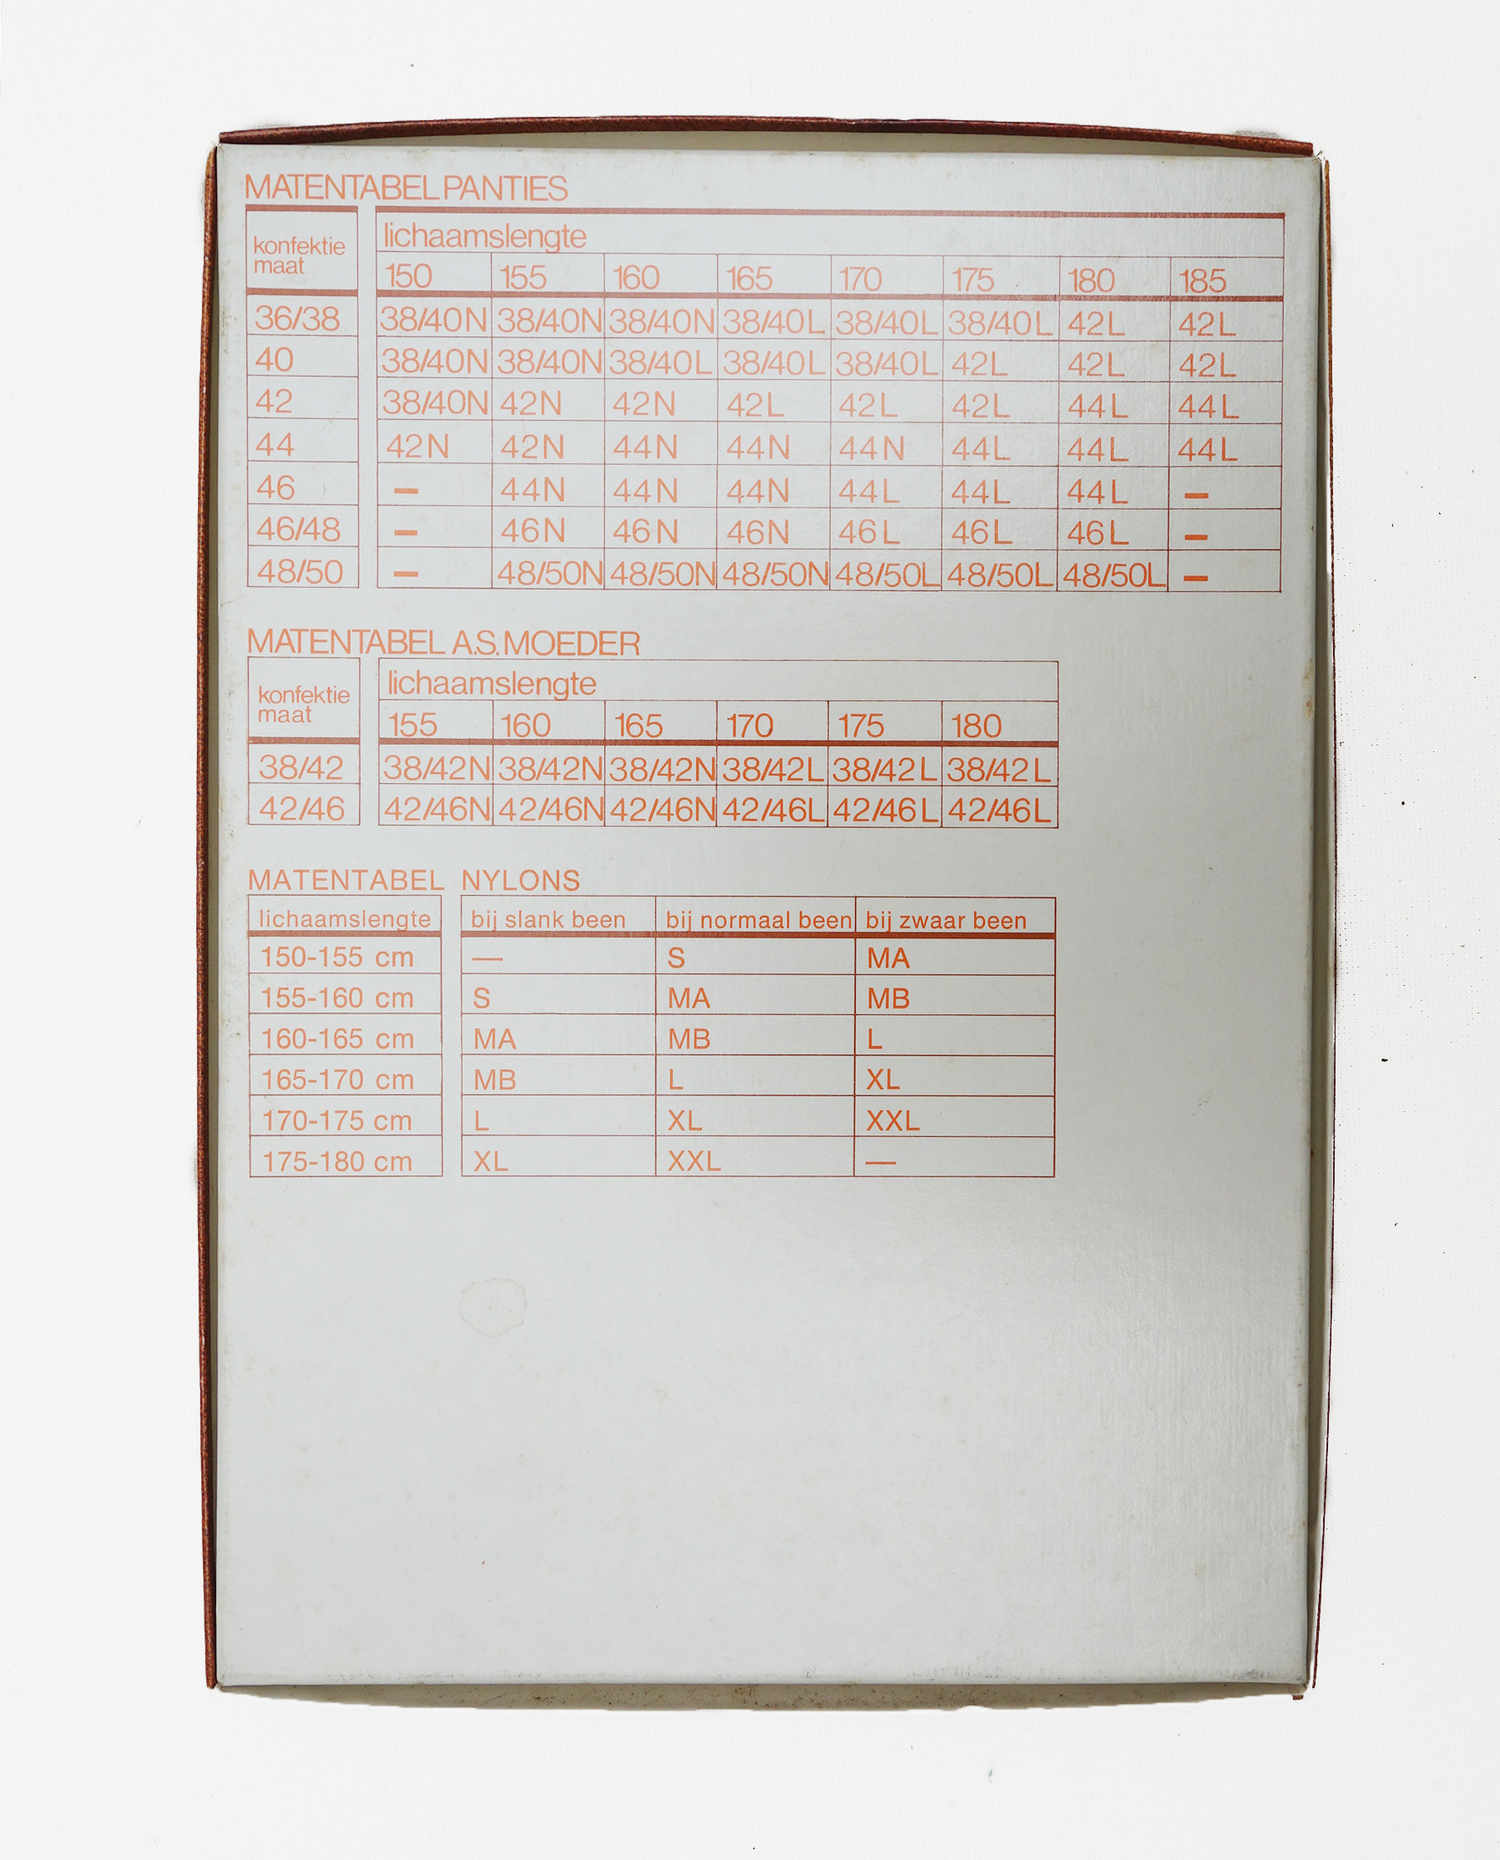 MATENTABEL PANTIES
konfektie maat lichaamslengte
150 155 160 165 170 175 180 185
36/38 38/40N 38/40N 38/40N 38/40L 38/40L 38/40L 42L 42L
40 38/40N 38/40N 38/40L 38/40L 38/40L 42L 42L 42L
42 38/40N 42N 42N 42L 42L 42L 44L 44L
44 42N 42N 44N 44N 44N 44L 44L 44L
46 – 44N 44N 44N 44L 44L 44L –
46/48 – 46N 46N 46N 46L 46L 46L –
48/50 – 48/50N 48/50N 48/50N 48/50L 48/50L 48/50L –
MATENTABEL A.S. MOEDER
konfektie maat lichaamslengte
155 160 165 170 175 180
38/42 38/42N 38/42N 38/42N 38/42L 38/42L 38/42L
42/46 42/46N 42/46N 42/46N 42/46L 42/46L 42/46L
MATENTABEL NYLONS
lichaamslengte bij slank been bij normaal been bij zwaar been
150-155 cm — S MA
155-160 cm S MA MB
160-165 cm MA MB L
165-170 cm MB L XL
170-175 cm L XL XXL
175-180 cm XL XXL —